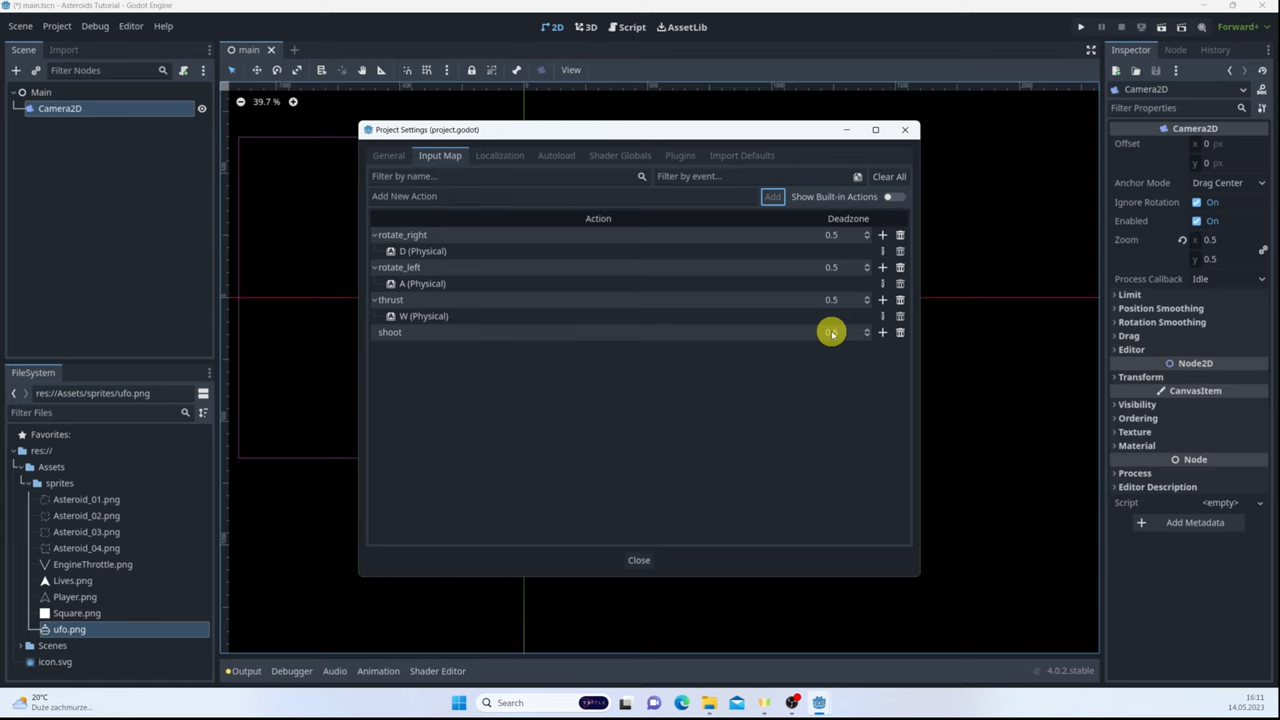 (*) main.tscn - Asteroids Tutorial - Godot Engine
Scene Project Debug Editor Help
2D 3D Script AssetLib
Forward+
Scene Import
Filter Nodes
Main
Camera2D
main
View
39.7 %
-1000
-500
500
1000
1500
2000
Project Settings (project.godot)
General Input Map Localization Autoload Shader Globals Plugins Import Defaults
Filter by name... Filter by event... Clear All
Add New Action Add Show Built-in Actions
Action Deadzone
rotate_right 0.5
D (Physical)
rotate_left 0.5
A (Physical)
thrust 0.5
W (Physical)
shoot
Close
FileSystem
res://Assets/sprites/ufo.png
Filter Files
Favorites:
res://
Assets
sprites
Asteroid_01.png
Asteroid_02.png
Asteroid_03.png
Asteroid_04.png
EngineThrottle.png
Lives.png
Player.png
Square.png
ufo.png
Scenes
icon.svg
Output Debugger Audio Animation Shader Editor
4.0.2.stable
Inspector Node History
Camera2D
Filter Properties
Camera2D
Offset x 0 px
y 0 px
Anchor Mode Drag Center
Ignore Rotation On
Enabled On
Zoom x 0.5
y 0.5
Process Callback Idle
Limit
Position Smoothing
Rotation Smoothing
Drag
Editor
Node2D
Transform
CanvasItem
Visibility
Ordering
Texture
Material
Node
Process
Editor Description
Script <empty>
Add Metadata
20°C
Duże zachmurze...
Search
16:11
14.05.2023